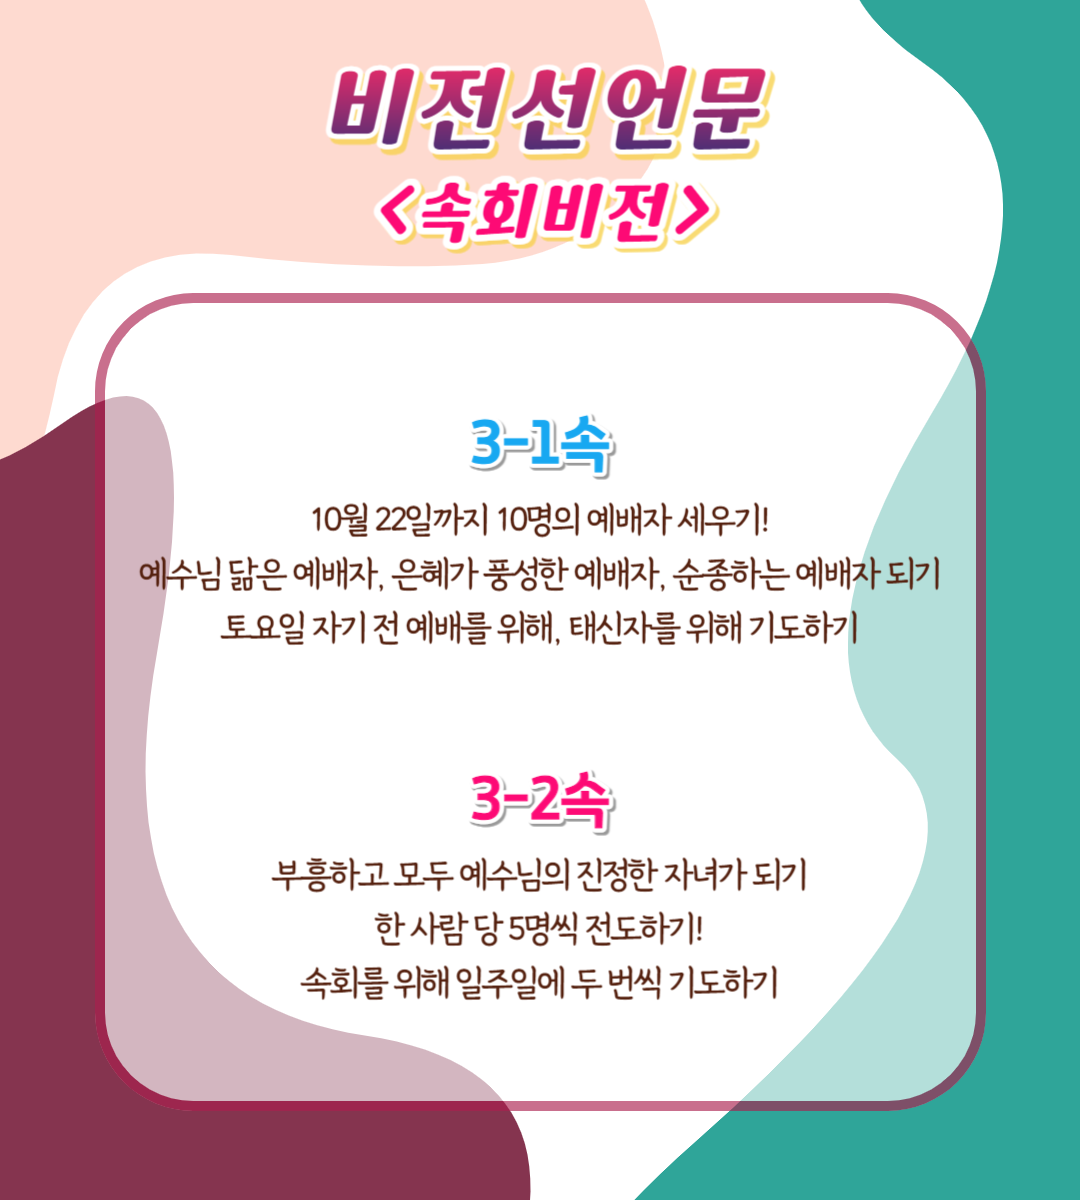 비전선언문
<속회비전>
3-1속
10월 22일까지 10명의 예배자 세우기!
예수님 닮은 예배자, 은혜가 풍성한 예배자, 순종하는 예배자 되기
토요일 자기 전 예배를 위해, 태신자를 위해 기도하기
3-2속
부흥하고 모두 예수님의 진정한 자녀가 되기
한 사람 당 5명씩 전도하기!
속회를 위해 일주일에 두 번씩 기도하기